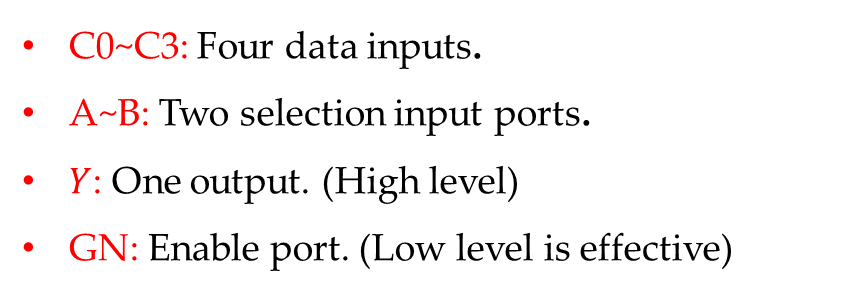 • C0~C3: Four data inputs.
• A~B: Two selection input ports.
• Y: One output. (High level)
• GN: Enable port. (Low level is effective)